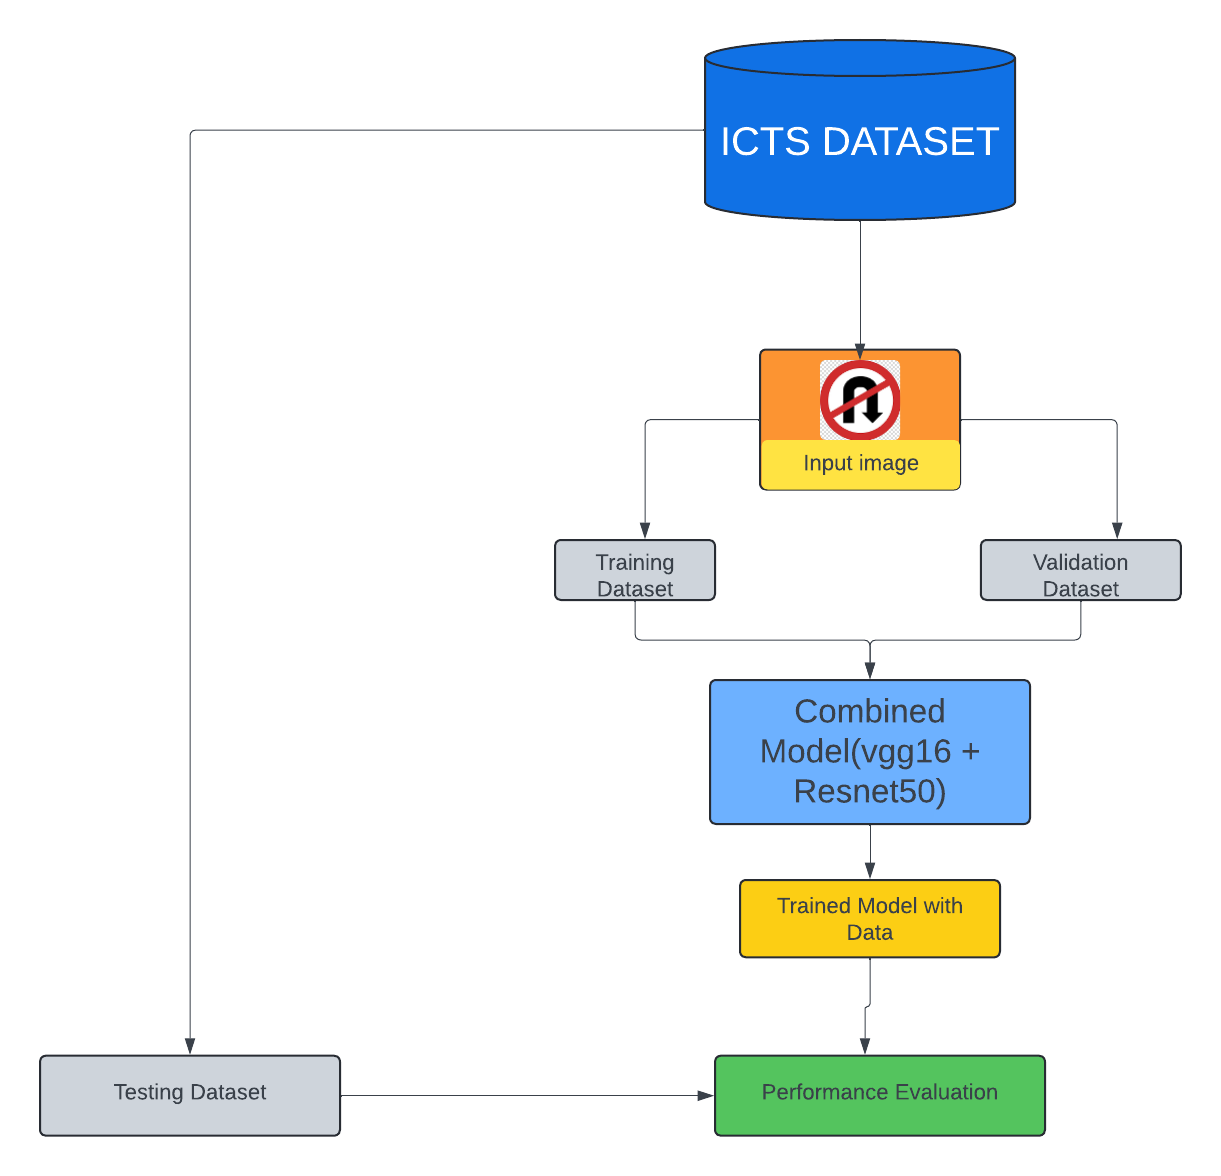 ICTS DATASET
Input image
Training
Dataset
Validation
Dataset
Combined
Model(vgg16 +
Resnet50)
Trained Model with
Data
Testing Dataset
Performance Evaluation